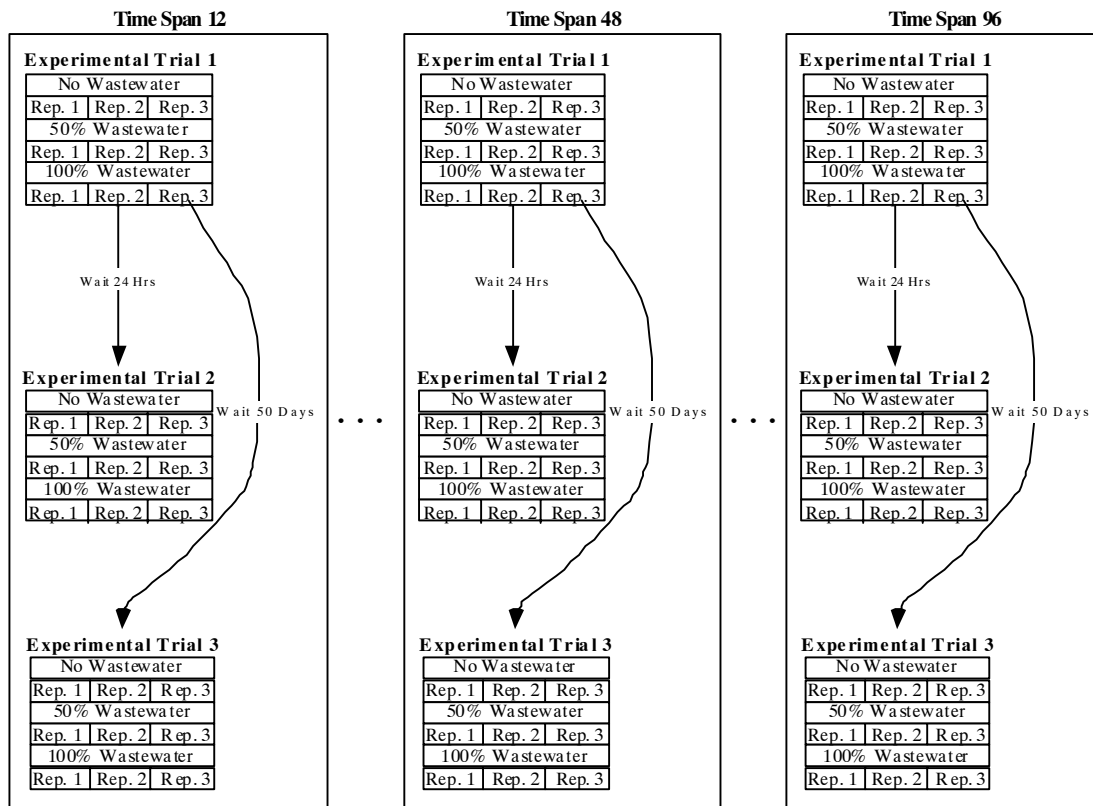 Time Span 12
Experimental Trial 1
No Wastewater
Rep. 1 Rep. 2 Rep. 3
50% Wastewater
Rep. 1 Rep. 2 Rep. 3
100% Wastewater
Rep. 1 Rep. 2 Rep. 3
Wait 24 Hrs
Experimental Trial 2
No Wastewater
Wait 50 Days
Rep. 1 Rep. 2 Rep. 3
50% Wastewater
Rep. 1 Rep. 2 Rep. 3
100% Wastewater
Rep. 1 Rep. 2 Rep. 3
Experimental Trial 3
No Wastewater
Rep. 1 Rep. 2 Rep. 3
50% Wastewater
Rep. 1 Rep. 2 Rep. 3
100% Wastewater
Rep. 1 Rep. 2 Rep. 3
. . .
Time Span 48
Experimental Trial 1
No Wastewater
Rep. 1 Rep. 2 Rep. 3
50% Wastewater
Rep. 1 Rep. 2 Rep. 3
100% Wastewater
Rep. 1 Rep. 2 Rep. 3
Wait 24 Hrs
Experimental Trial 2
No Wastewater
Wait 50 Days
Rep. 1 Rep. 2 Rep. 3
50% Wastewater
Rep. 1 Rep. 2 Rep. 3
100% Wastewater
Rep. 1 Rep. 2 Rep. 3
Experimental Trial 3
No Wastewater
Rep. 1 Rep. 2 Rep. 3
50% Wastewater
Rep. 1 Rep. 2 Rep. 3
100% Wastewater
Rep. 1 Rep. 2 Rep. 3
. . .
Time Span 96
Experimental Trial 1
No Wastewater
Rep. 1 Rep. 2 Rep. 3
50% Wastewater
Rep. 1 Rep. 2 Rep. 3
100% Wastewater
Rep. 1 Rep. 2 Rep. 3
Wait 24 Hrs
Experimental Trial 2
No Wastewater
Wait 50 Days
Rep. 1 Rep. 2 Rep. 3
50% Wastewater
Rep. 1 Rep. 2 Rep. 3
100% Wastewater
Rep. 1 Rep. 2 Rep. 3
Experimental Trial 3
No Wastewater
Rep. 1 Rep. 2 Rep. 3
50% Wastewater
Rep. 1 Rep. 2 Rep. 3
100% Wastewater
Rep. 1 Rep. 2 Rep. 3